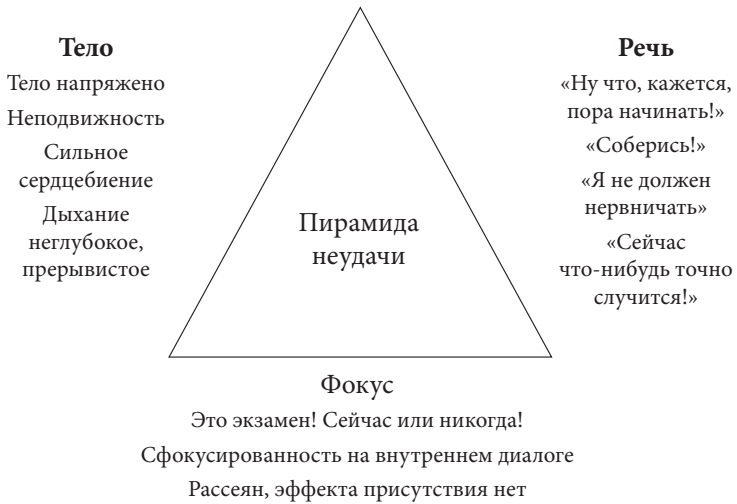 Тело
Тело напряжено
Неподвижность
Сильное
сердцебиение
Дыхание
неглубокое,
прерывистое
Пирамида
неудачи
Речь
«Ну что, кажется,
пора начинать!»
«Соберись!»
«Я не должен
нервничать»
«Сейчас
что-нибудь точно
случится!»
Фокус
Это экзамен! Сейчас или никогда!
Сфокусированность на внутреннем диалоге
Рассеян, эффекта присутствия нет